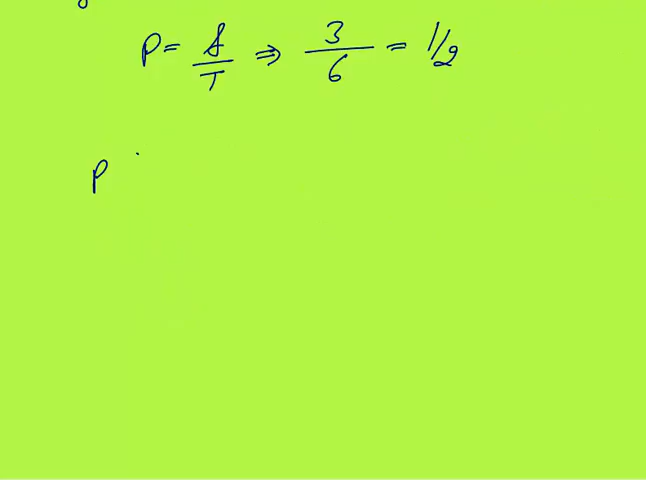 P = f/T ⇒ 3/6 = 1/2
P